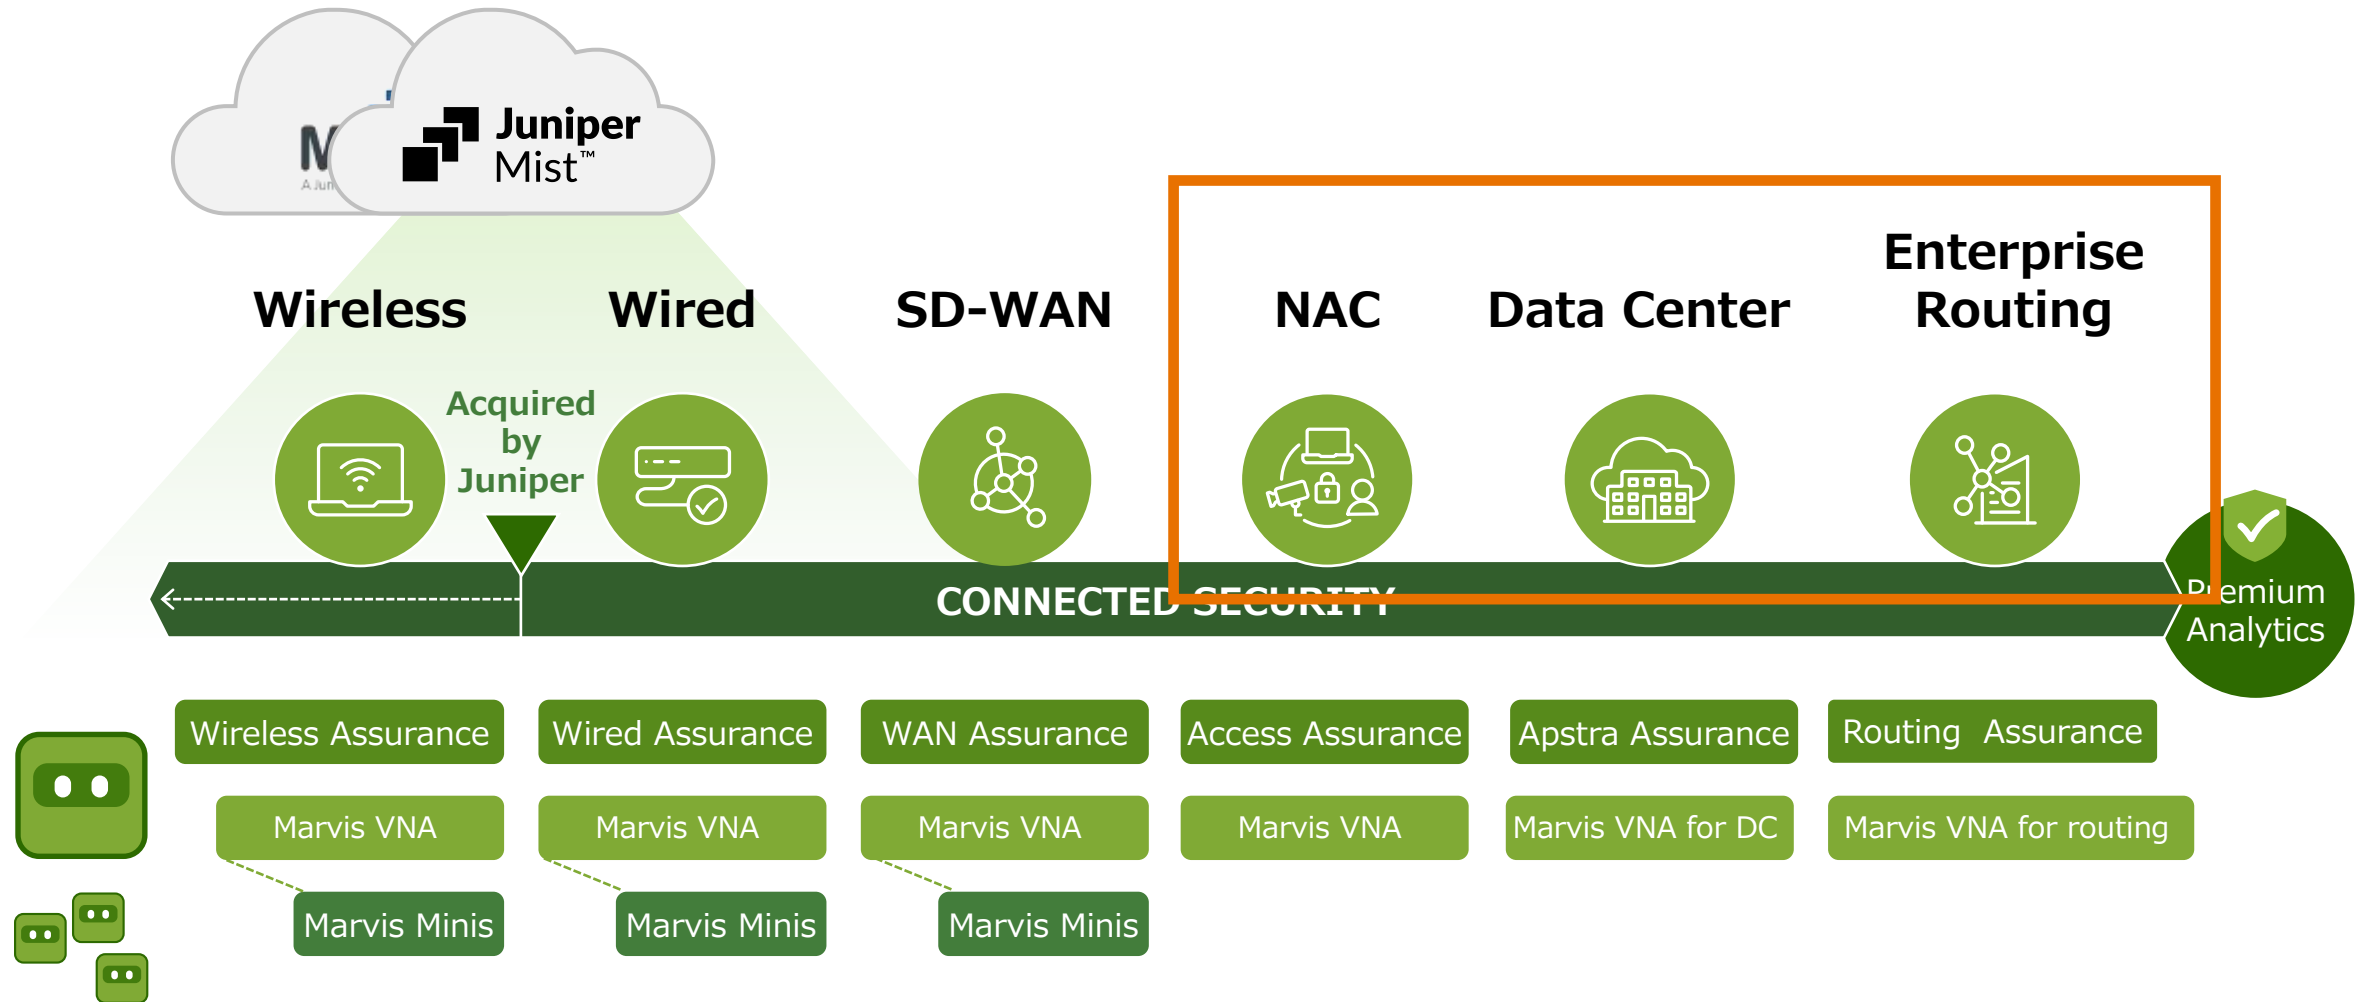 Juniper
Mist™
Enterprise
Routing
Wireless
Wired
SD-WAN
NAC
Data Center
Acquired
by
Juniper
CONNECTED SECURITY
Premium
Analytics
Wireless Assurance
Wired Assurance
WAN Assurance
Access Assurance
Apstra Assurance
Routing Assurance
Marvis VNA
Marvis VNA
Marvis VNA
Marvis VNA
Marvis VNA for DC
Marvis VNA for routing
Marvis Minis
Marvis Minis
Marvis Minis